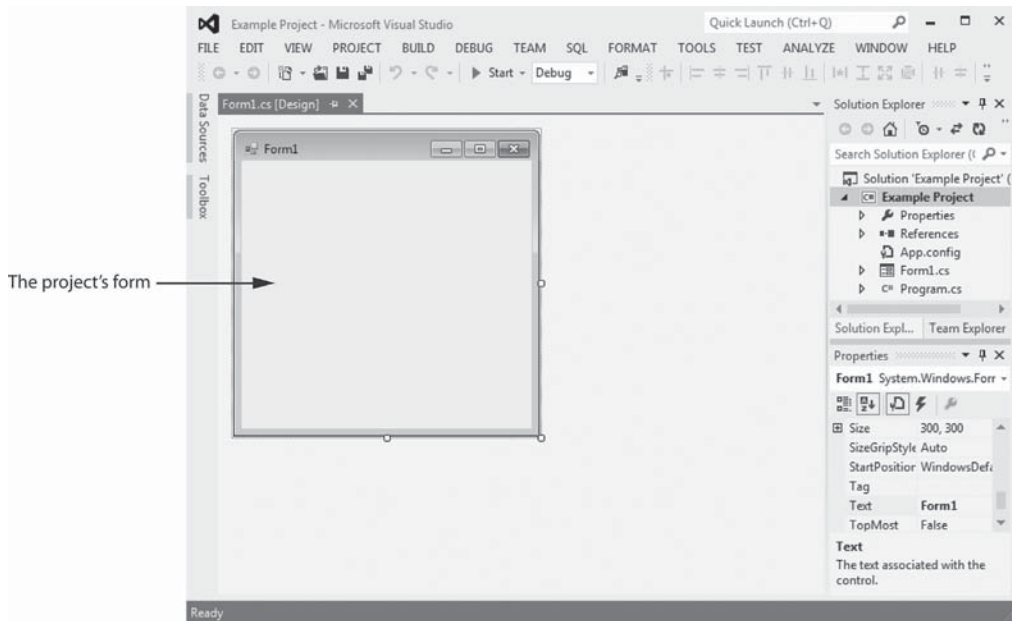 Example Project - Microsoft Visual Studio
Quick Launch (Ctrl+Q)
FILE EDIT VIEW PROJECT BUILD DEBUG TEAM SQL FORMAT TOOLS TEST ANALYZE WINDOW HELP
Start
Debug
Data Sources
Toolbox
Form1.cs [Design]
Form1
The project's form
Solution Explorer
Search Solution Explorer (
Solution 'Example Project' (
C# Example Project
Properties
References
App.config
Form1.cs
C# Program.cs
Solution Expl... Team Explorer
Properties
Form1 System.Windows.Forr
Size 300, 300
SizeGripStyle Auto
StartPosition WindowsDefa
Tag
Text Form1
TopMost False
Text
The text associated with the
control.
Ready